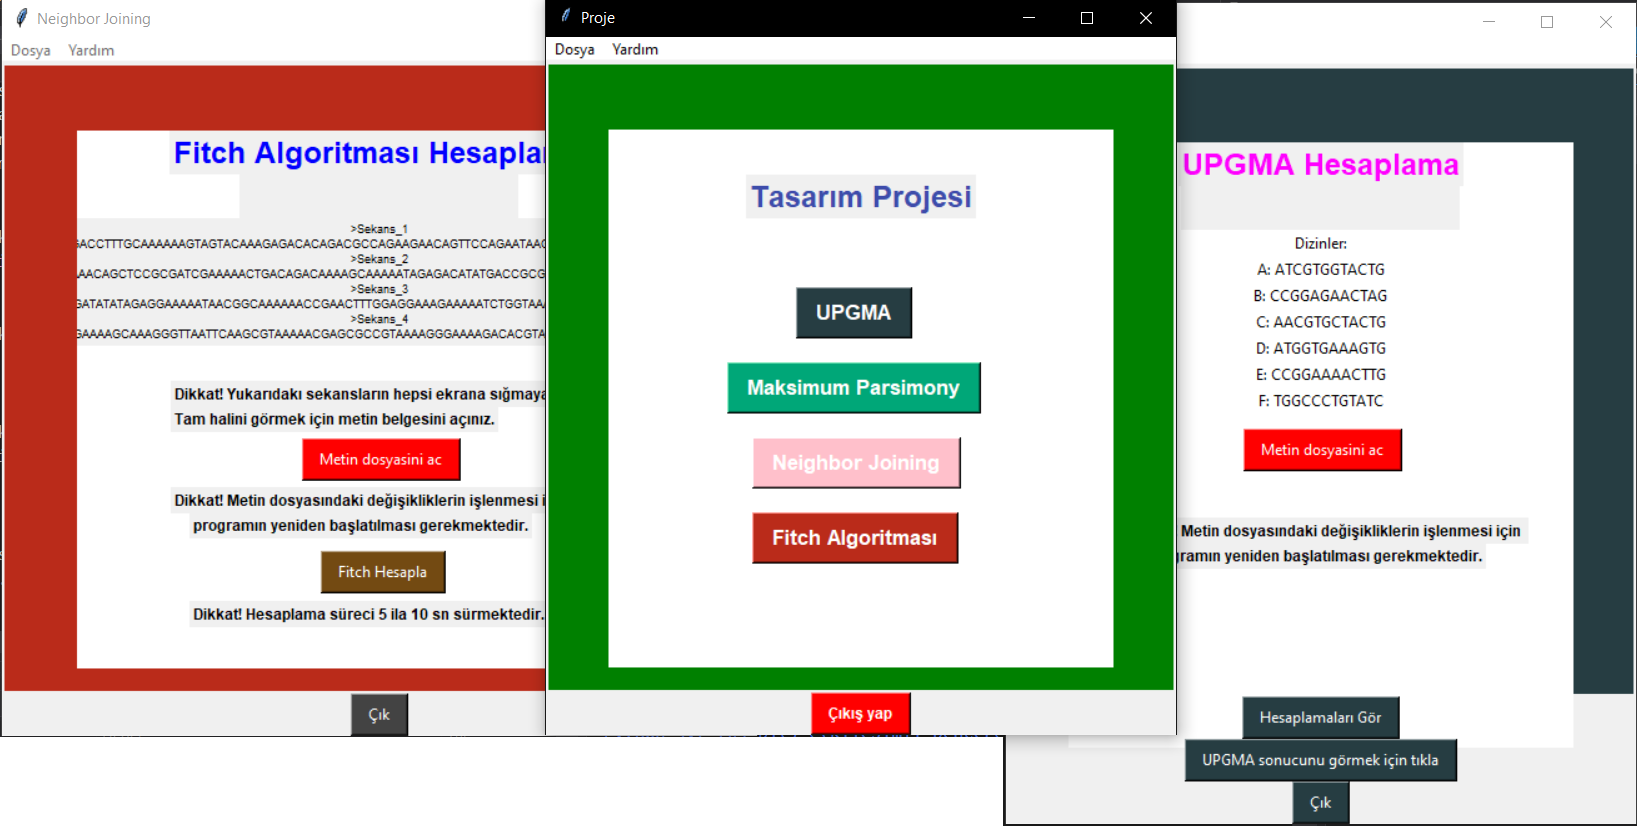 Neighbor Joining
Dosya Yardım
Fitch Algoritması
>Sekans_1
ACCTTTGCAAAAAAGTAGTACAAAGAGACACAGACGCCAGAAGAACAGTTCCAGAATAAC
>Sekans_2
AACAGCTCCGCGATCGAAAAACTGACAGACAAAAGCAAAAATAGAGACATATGACCGCG
>Sekans_3
GATATATAGAGGAAAAATAACGGCAAAAAACCGAACTTTGGAGGAAAGAAAAATCTGGTAA
>Sekans_4
GAAAAGCAAAGGGTTAATTCAAGCGTAAAAACGAGCGCCGTAAAAGGGAAAAGACACGTA
Dikkat! Yukarıdaki sekansların hepsi ekrana
Tam halini görmek için metin belgesini açınız.
Metin dosyasini ac
Dikkat! Metin dosyasındaki değişikliklerin işlenmesi
programın yeniden başlatılması gerekmektedir.
Fitch Hesapla
Dikkat! Hesaplama süreci 5 ila 10 sn sürmektedir.
Çık
Proje
Dosya Yardım
Tasarım Projesi
UPGMA
Maksimum Parsimony
Neighbor Joining
Fitch Algoritması
Çıkış yap
UPGMA Hesaplama
Dizinler:
A: ATCGTGGTACTG
B: CCGGAGAACTAG
C: AACGTGCTACTG
D: ATGGTGAAAGTG
E: CCGGAAAACTTG
F: TGGCCCTGTATC
Metin dosyasini ac
Metin dosyasındaki değişikliklerin işlenmesi için
yeniden başlatılması gerekmektedir.
Hesaplamaları Gör
UPGMA sonucunu görmek için tıkla
Çık